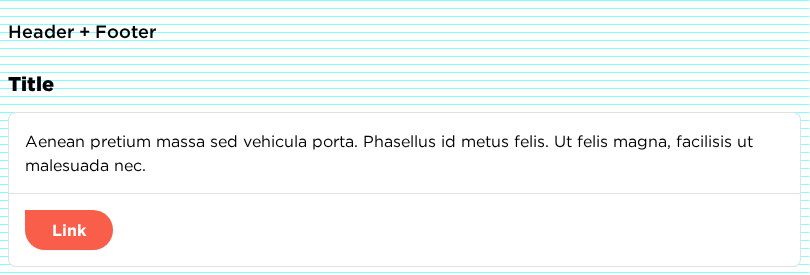 Header + Footer
Title
Aenean pretium massa sed vehicula porta. Phasellus id metus felis. Ut felis magna, facilisis ut
malesuada nec.
Link